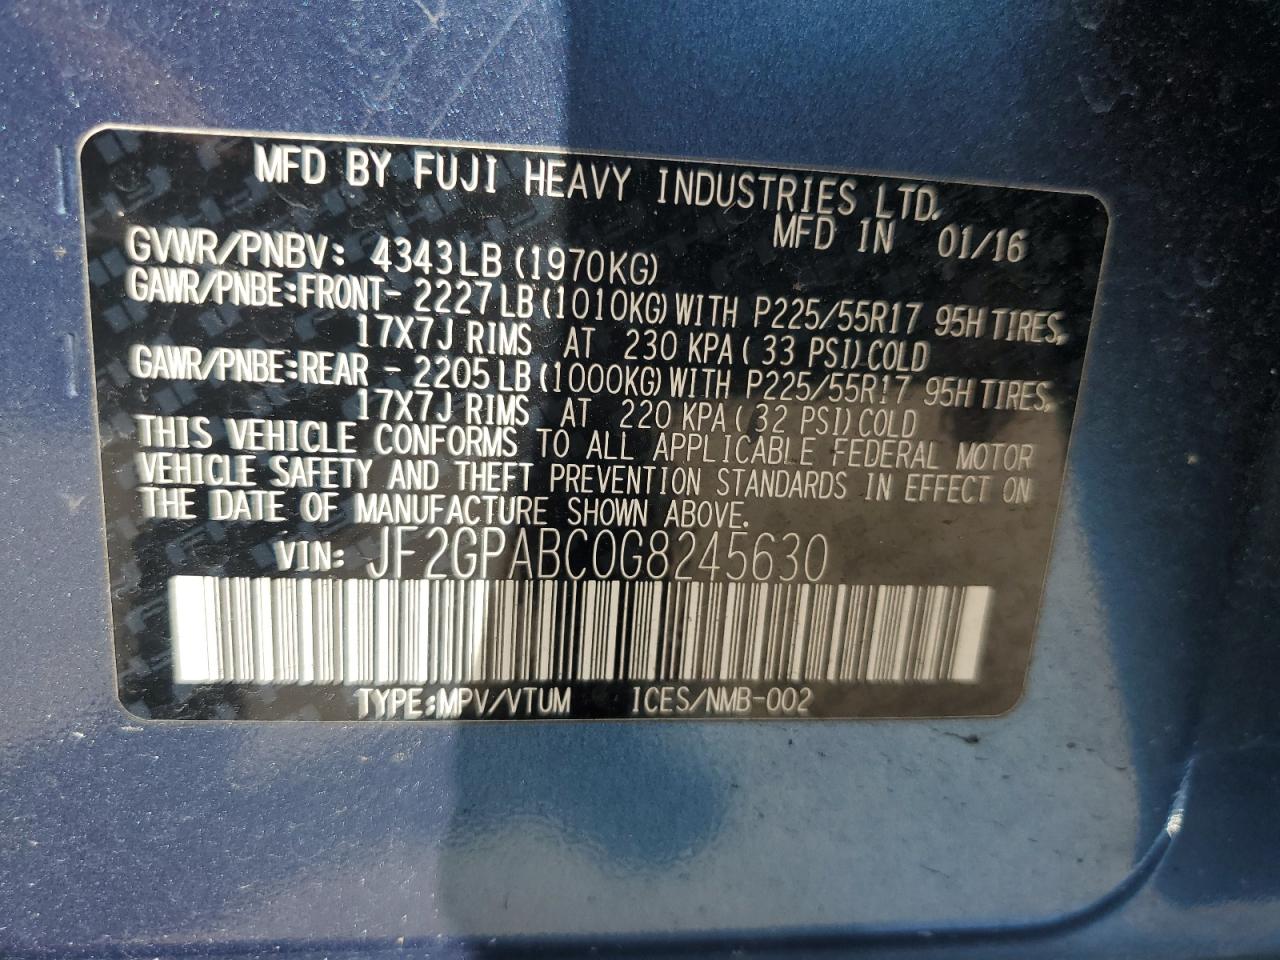 MFD BY FUJI HEAVY INDUSTRIES LTD.
MFD IN 01/16
GVWR/PNBV: 4343LB (1970KG)
GAWR/PNBE:FRONT- 2227LB(1010KG)WITH P225/55R17 95H TIRES,
17X7J RIMS AT 230 KPA( 33 PSI)COLD
GAWR/PNBE:REAR - 2205LB(1000KG)WITH P225/55R17 95H TIRES,
17X7J RIMS AT 220 KPA( 32 PSI)COLD
THIS VEHICLE CONFORMS TO ALL APPLICABLE FEDERAL MOTOR
VEHICLE SAFETY AND THEFT PREVENTION STANDARDS IN EFFECT ON
THE DATE OF MANUFACTURE SHOWN ABOVE.
VIN: JF2GPABC0G8245630
TYPE:MPV/VTUM ICES/NMB-002